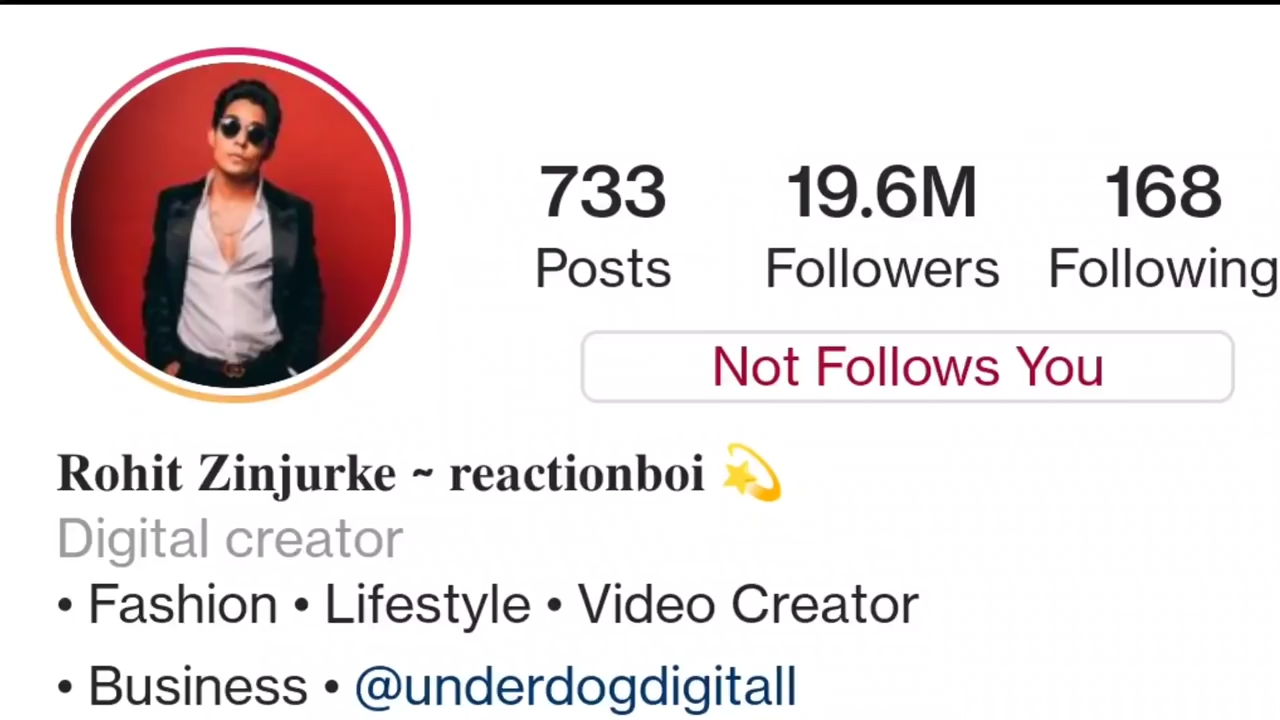 733 19.6M 168
Posts Followers Following
Not Follows You
Rohit Zinjurke ~ reactionboi 💫
Digital creator
• Fashion • Lifestyle • Video Creator
• Business • @underdogdigitall